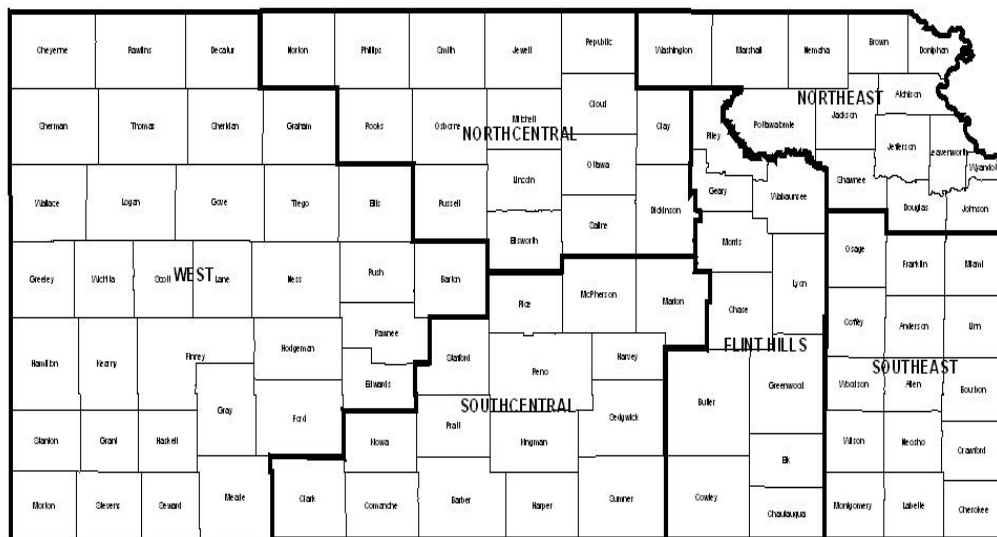 Cheyenne Rawlins Decatur Norton Phillips Smith Jewell Republic Washington Marshall Nemaha Brown Doniphan
Sherman Thomas Sheridan Graham Rooks Osborne Mitchell Cloud Clay Riley Pottawatomie Jackson Atchison
NORTHCENTRAL
NORTHEAST
Jefferson Leavenworth Wyandott
Wallace Logan Gove Trego Ellis Russell Lincoln Ottawa Dickinson Geary Wabaunsee Shawnee Douglas Johnson
Ellsworth Saline Morris
Greeley Wichita Scott Lane Ness Rush Barton Rice McPherson Marion Chase Lyon Osage Franklin Miami
WEST
Hamilton Kearny Finney Hodgeman Pawnee Stafford Reno Harvey Coffey Anderson Linn
FLINT HILLS
SOUTHEAST
Edwards Butler Greenwood Woodson Allen Bourbon
SOUTHCENTRAL
Stanton Grant Haskell Gray Ford Kiowa Pratt Kingman Sedgwick Elk Wilson Neosho Crawford
Morton Stevens Seward Meade Clark Comanche Barber Harper Sumner Cowley Chautauqua Montgomery Labette Cherokee